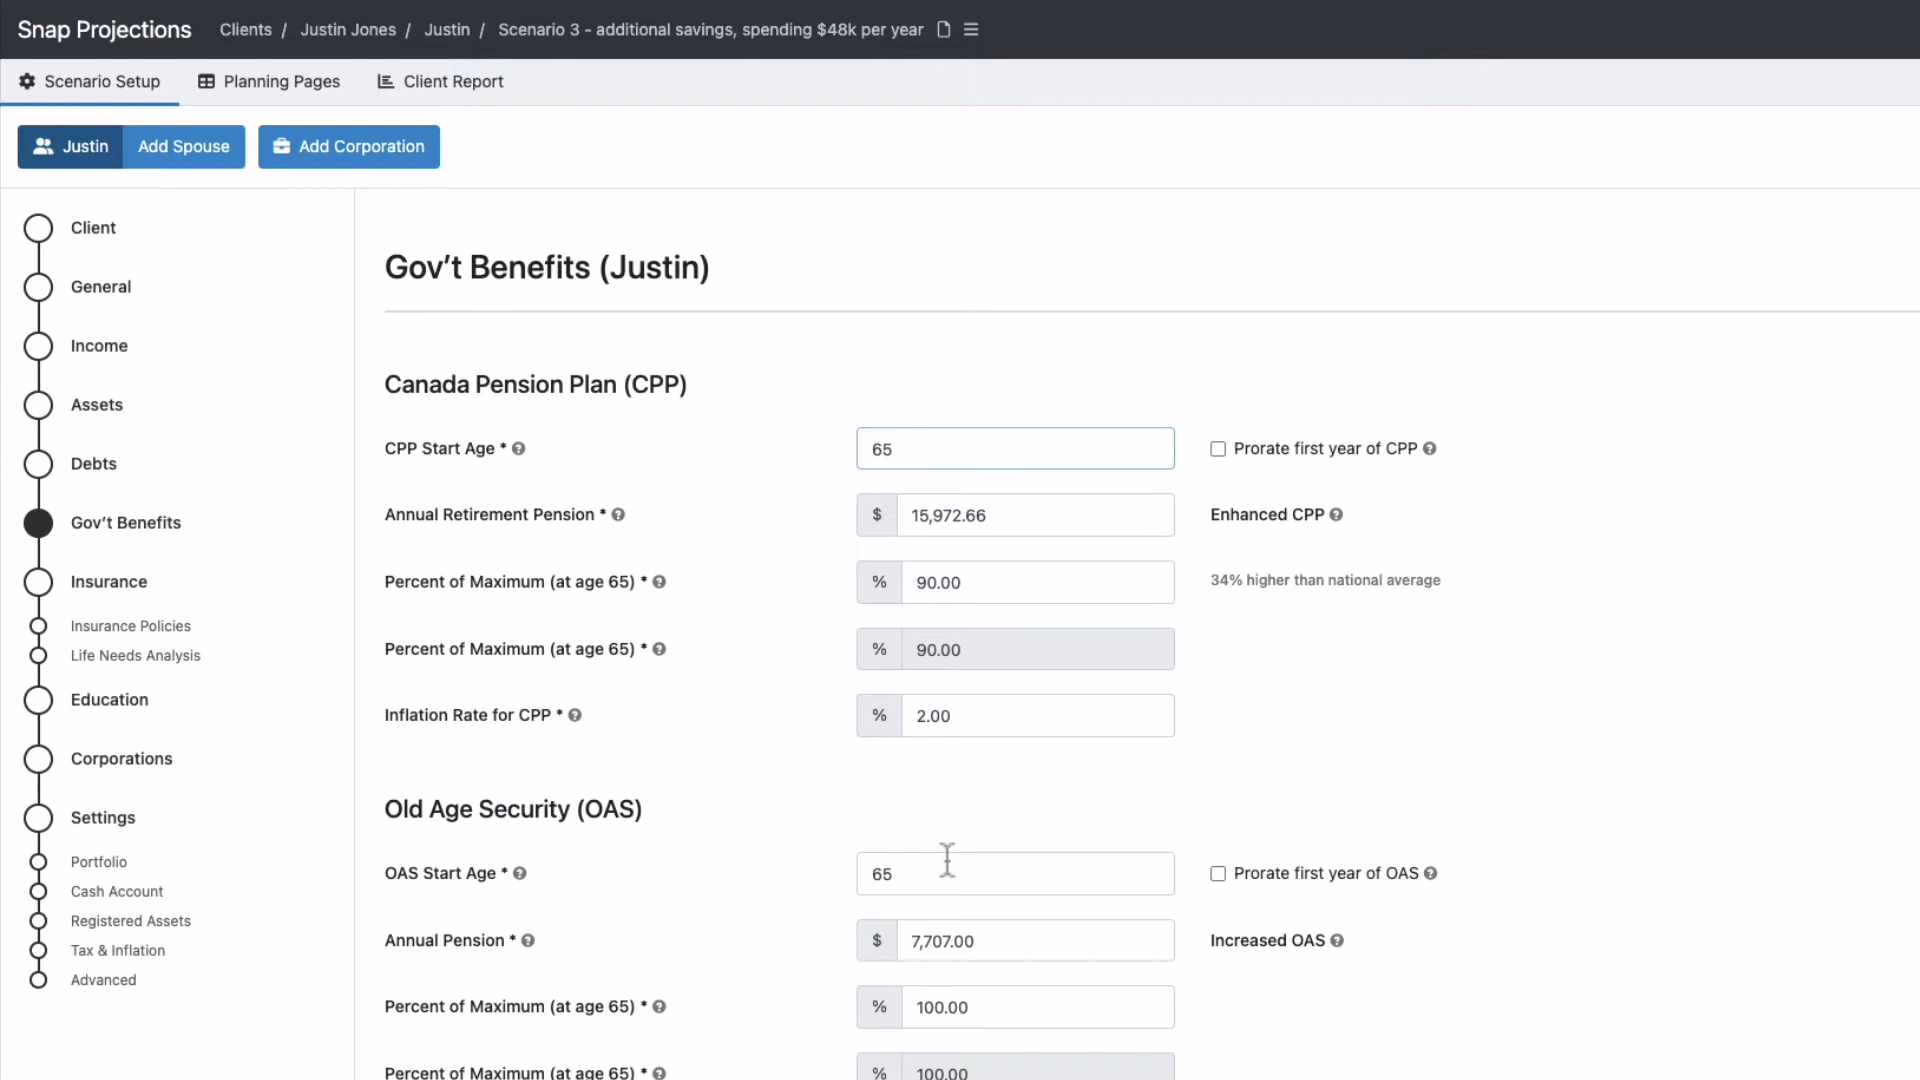 Snap Projections Clients / Justin Jones / Justin / Scenario 3 - additional savings, spending $48k per year
Scenario Setup Planning Pages Client Report
Justin Add Spouse Add Corporation
Client
General
Income
Assets
Debts
Gov't Benefits
Insurance
Insurance Policies
Life Needs Analysis
Education
Corporations
Settings
Portfolio
Cash Account
Registered Assets
Tax & Inflation
Advanced
Gov't Benefits (Justin)
Canada Pension Plan (CPP)
CPP Start Age * 65 Prorate first year of CPP
Annual Retirement Pension * $ 15,972.66 Enhanced CPP
Percent of Maximum (at age 65) * % 90.00 34% higher than national average
Percent of Maximum (at age 65) * % 90.00
Inflation Rate for CPP * % 2.00
Old Age Security (OAS)
OAS Start Age * 65 Prorate first year of OAS
Annual Pension * $ 7,707.00 Increased OAS
Percent of Maximum (at age 65) * % 100.00
Percent of Maximum (at age 65) * % 100.00